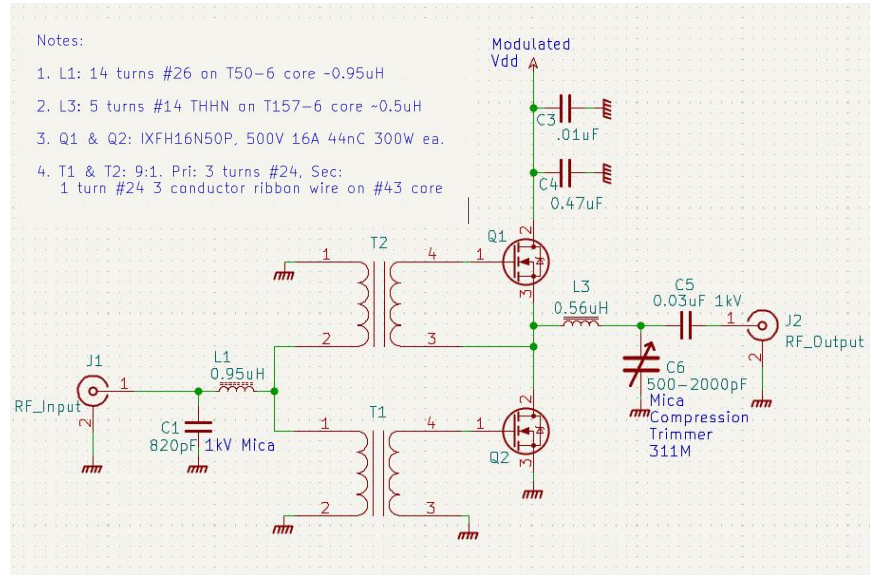 Notes:
1. L1: 14 turns #26 on T50-6 core ~0.95uH
2. L3: 5 turns #14 THHN on T157-6 core ~0.5uH
3. Q1 & Q2: IXFH16N50P, 500V 16A 44nC 300W ea.
4. T1 & T2: 9:1. Pri: 3 turns #24, Sec:
1 turn #24 3 conductor ribbon wire on #43 core
Modulated
Vdd
C3
.01uF
C4
0.47uF
Q1
2
1
3
T2
1
4
2
3
L3
0.56uH
C5
0.03uF 1kV
1
J2
RF_Output
2
C6
500-2000pF
Mica
Compression
Trimmer
311M
J1
1
RF_Input
2
L1
0.95uH
C1
820pF
1kV Mica
T1
1
4
2
3
Q2
2
1
3